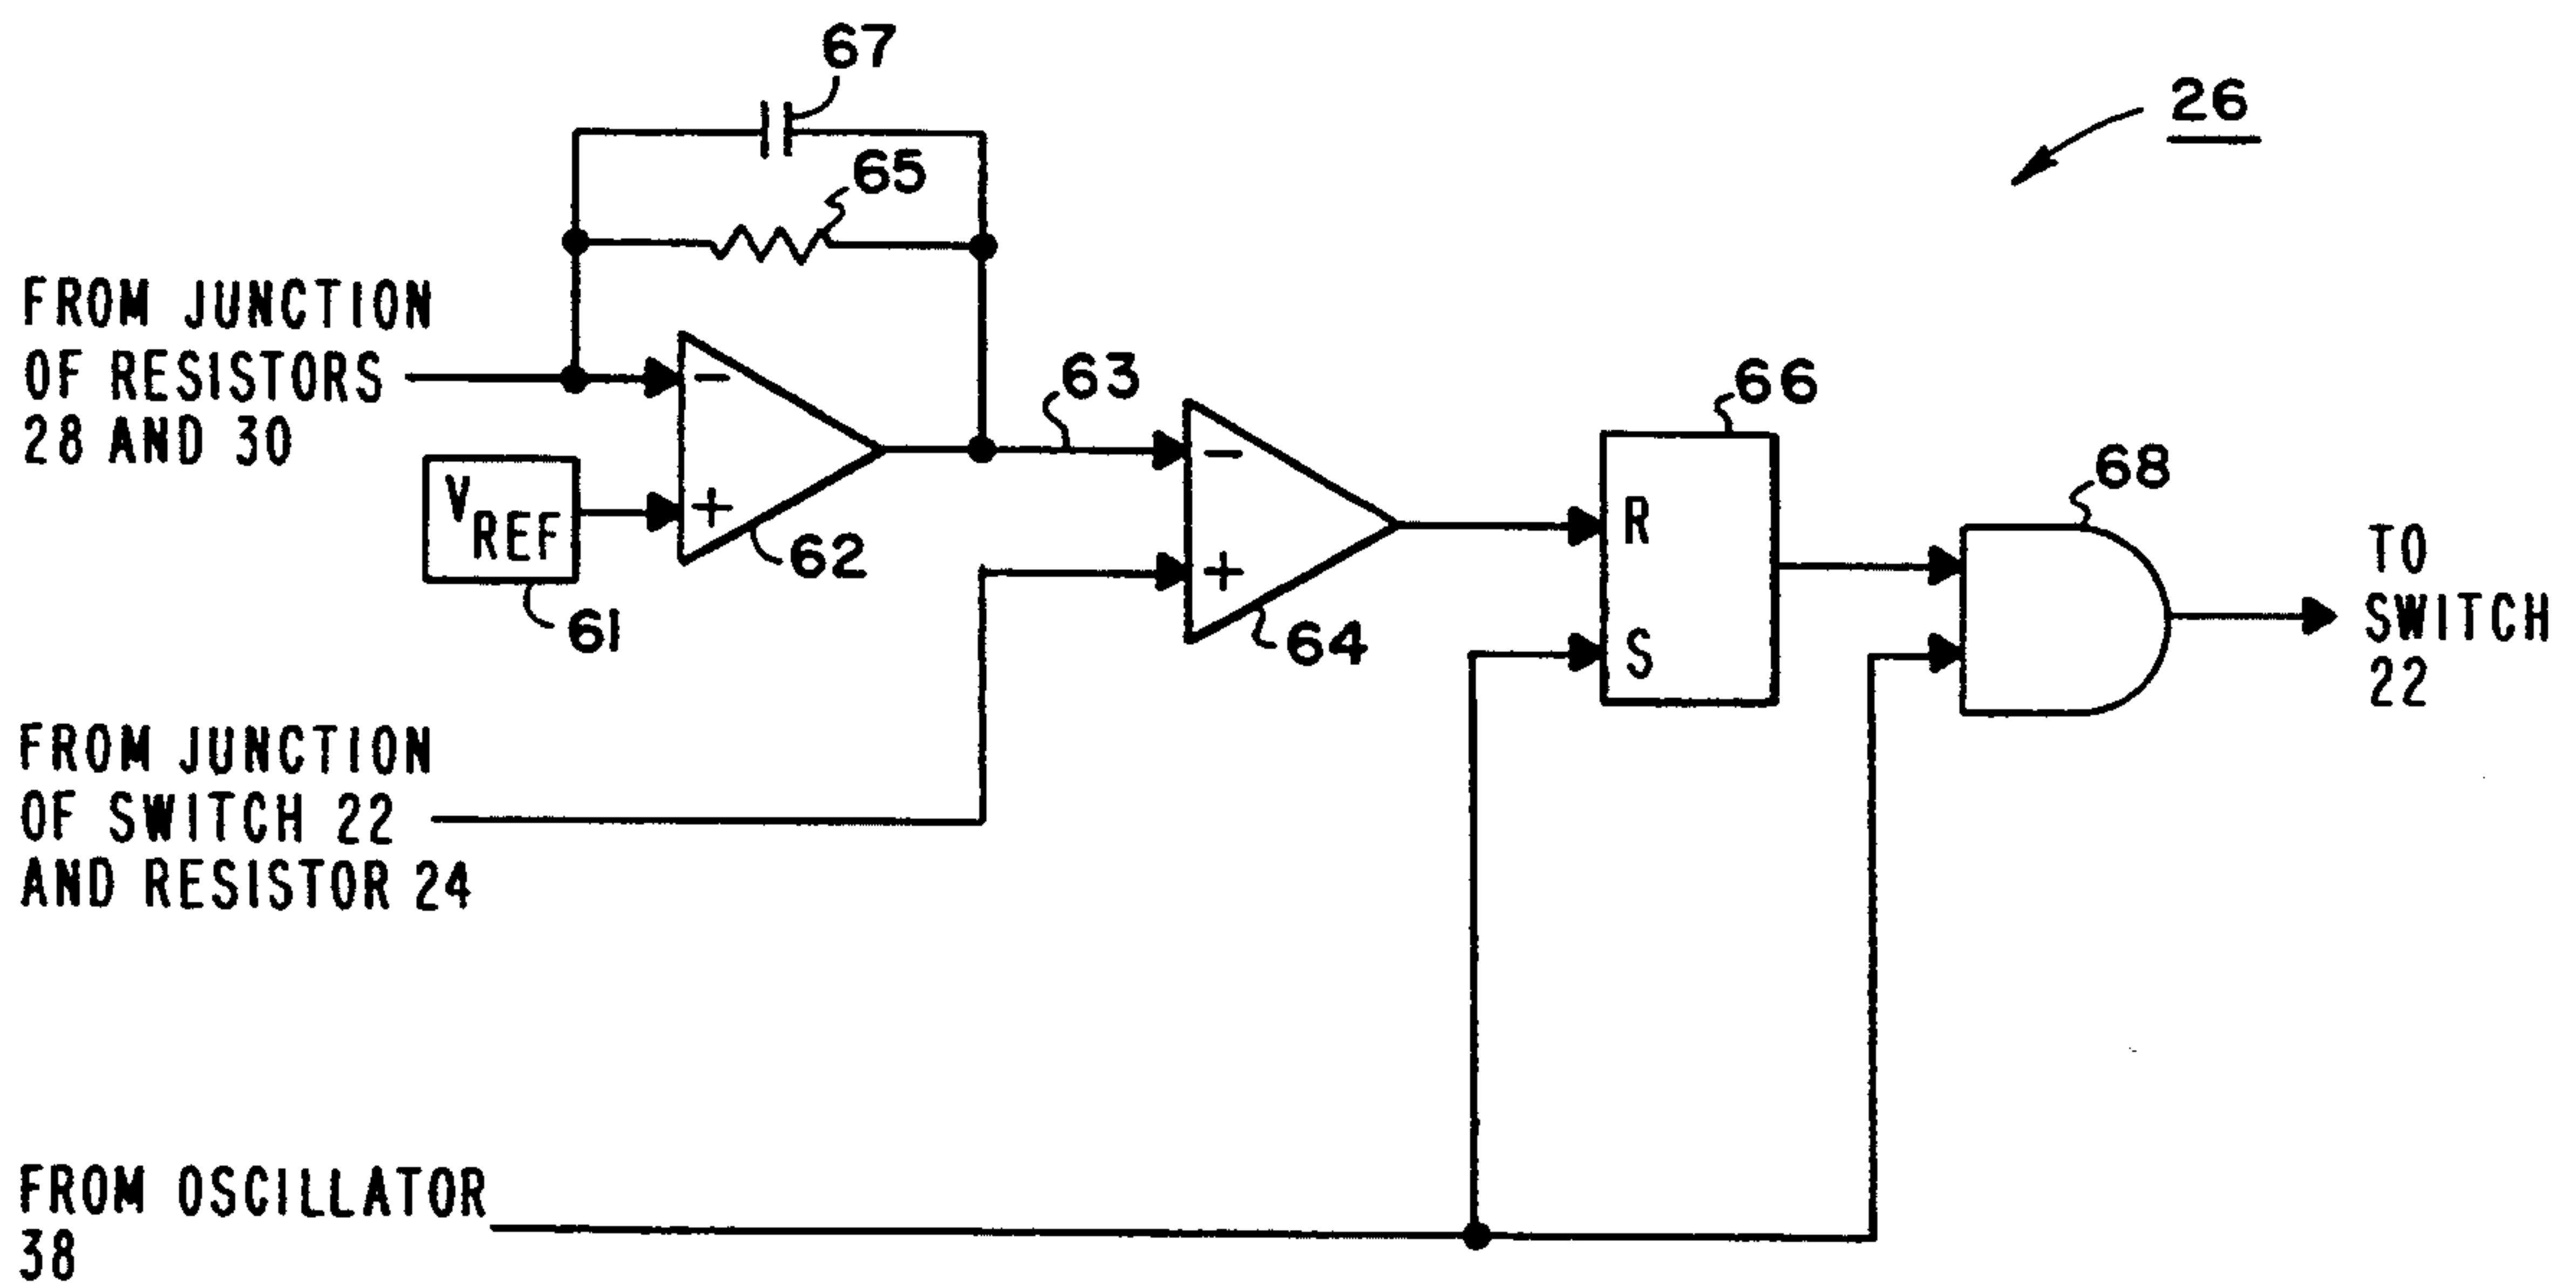 67
26
65
FROM JUNCTION
OF RESISTORS
28 AND 30
63
66
68
V REF
62
61
64
R
S
TO
SWITCH
22
FROM JUNCTION
OF SWITCH 22
AND RESISTOR 24
FROM OSCILLATOR
38